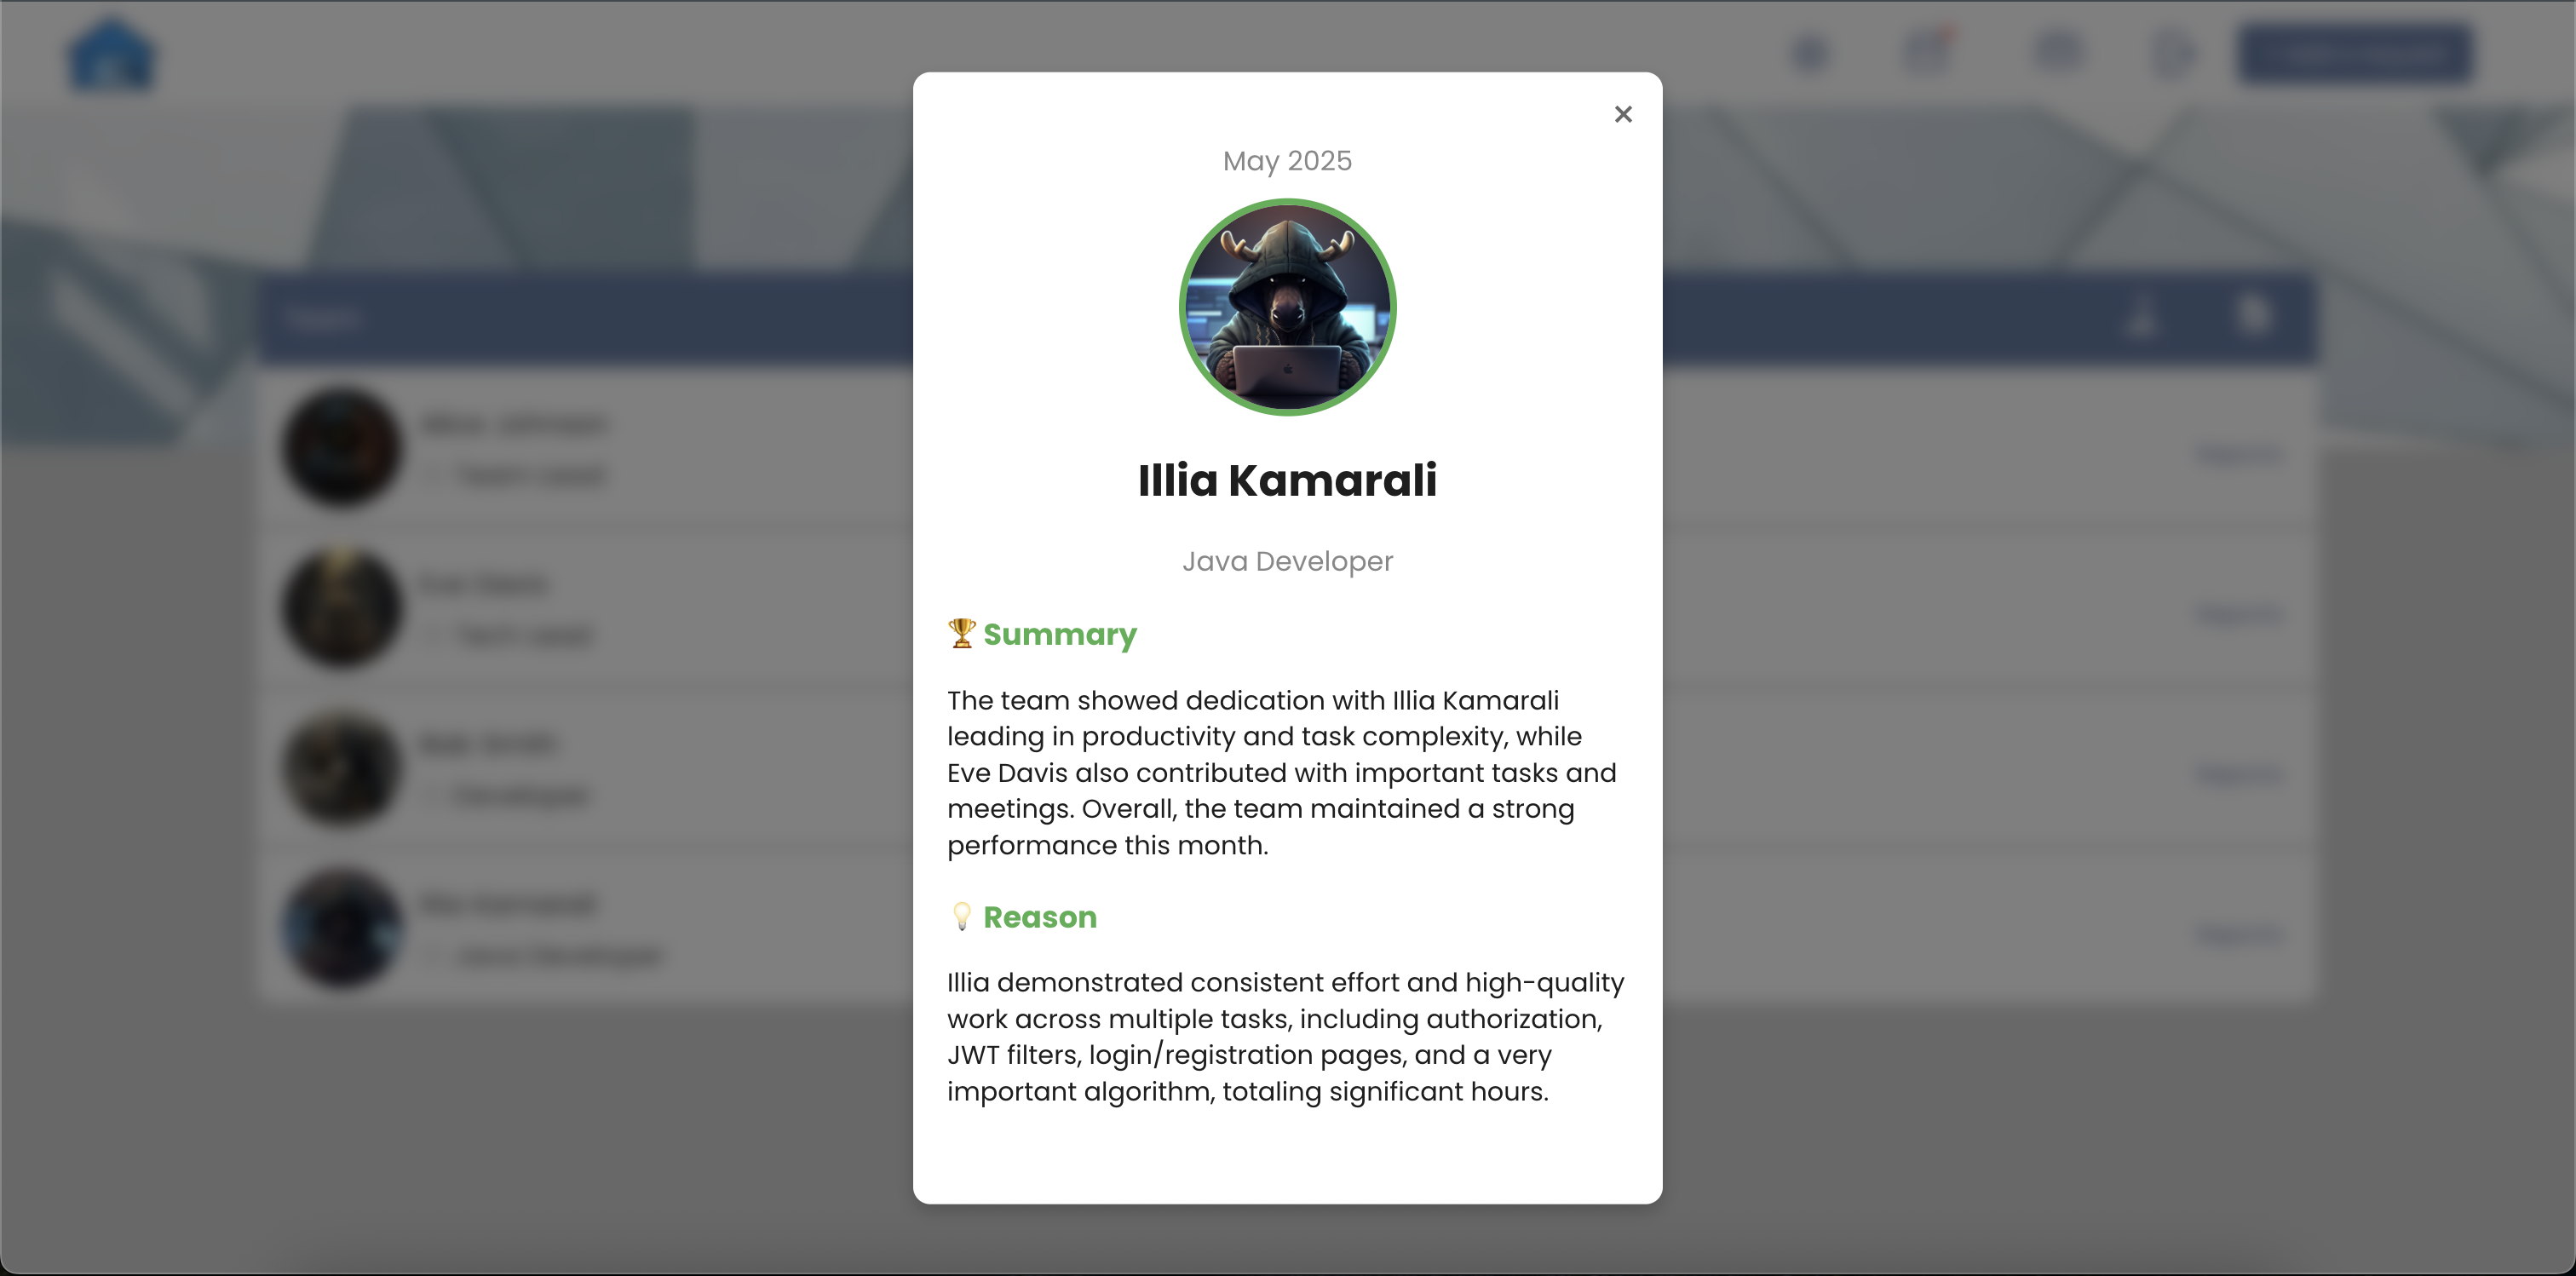 May 2025
Illia Kamarali
Java Developer
🏆 Summary
The team showed dedication with Illia Kamarali
leading in productivity and task complexity, while
Eve Davis also contributed with important tasks and
meetings. Overall, the team maintained a strong
performance this month.
💡 Reason
Illia demonstrated consistent effort and high-quality
work across multiple tasks, including authorization,
JWT filters, login/registration pages, and a very
important algorithm, totaling significant hours.